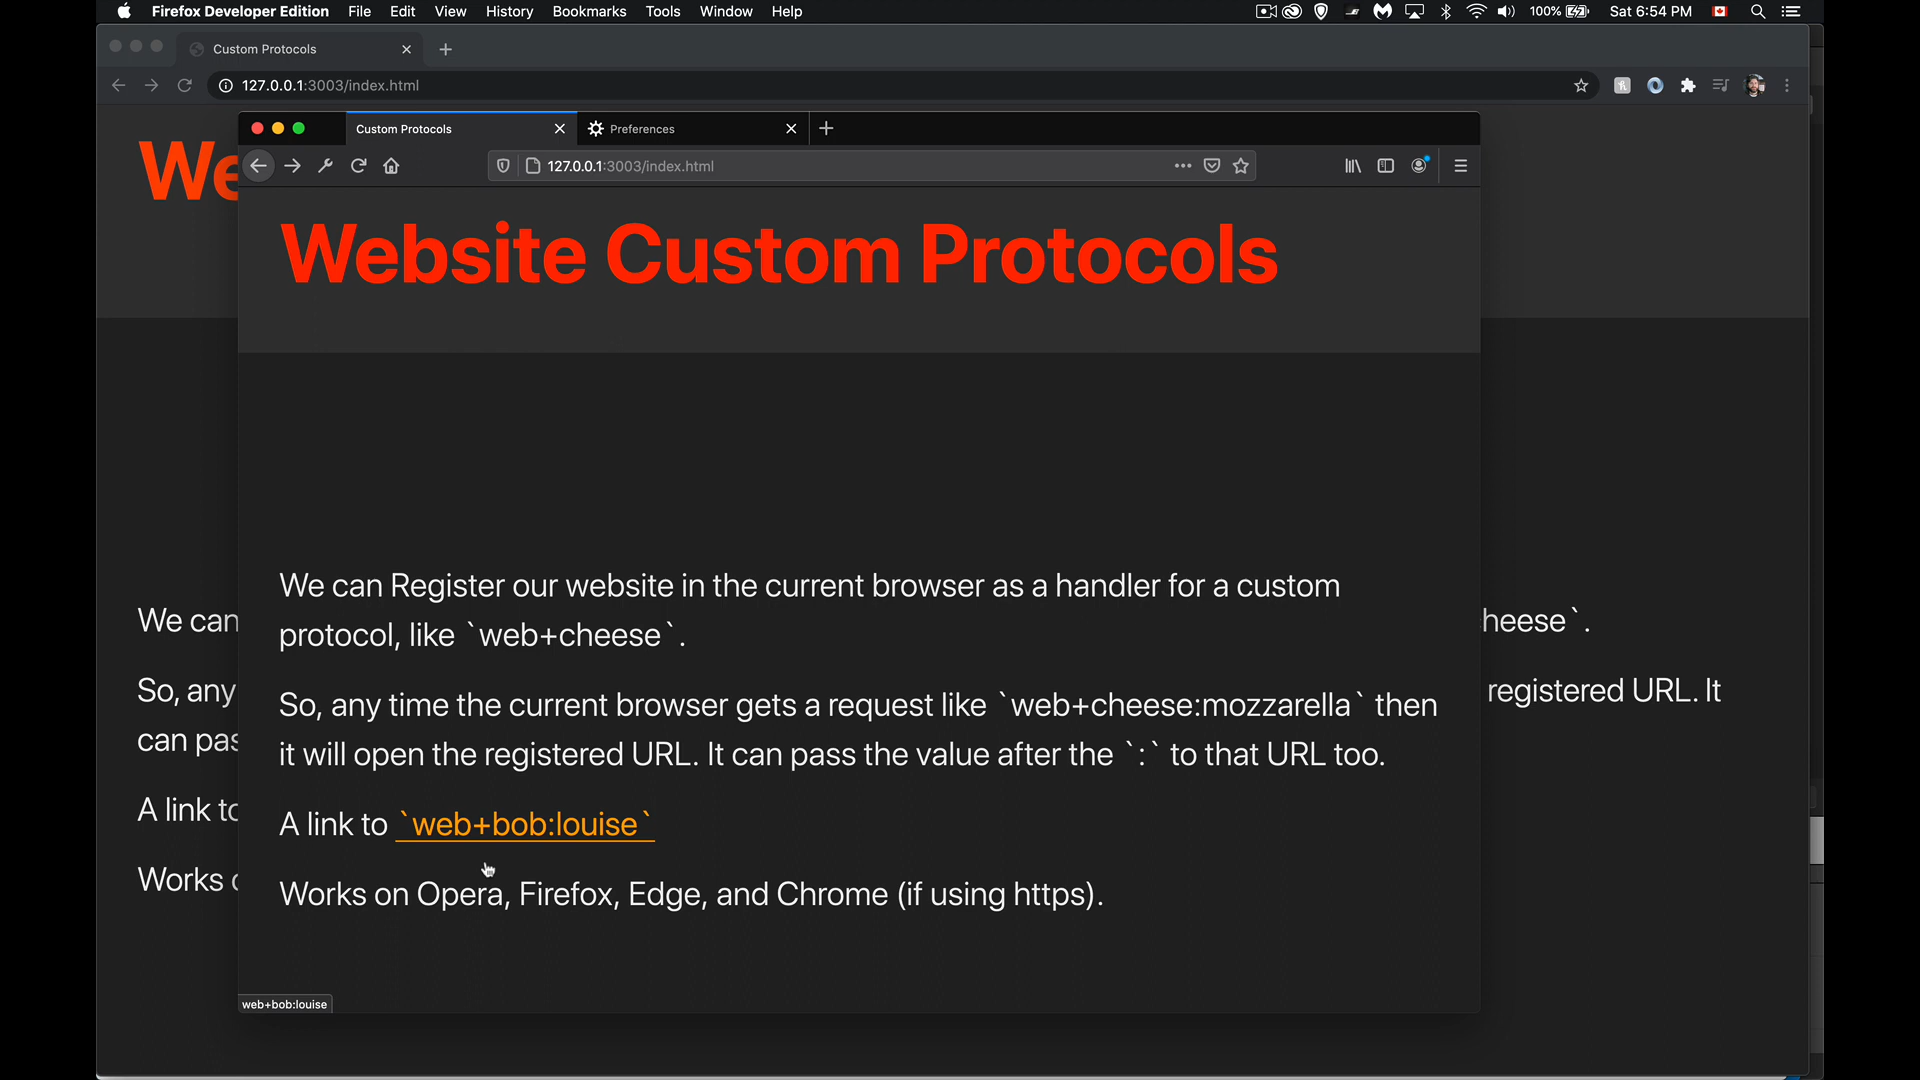 Firefox Developer Edition File Edit View History Bookmarks Tools Window Help 100% Sat 6:54 PM
Custom Protocols
127.0.0.1:3003/index.html
Custom Protocols Preferences
127.0.0.1:3003/index.html
We
Website Custom Protocols
We can Register our website in the current browser as a handler for a custom
protocol, like `web+cheese`.
We can
heese`.
So, any time the current browser gets a request like `web+cheese:mozzarella` then
it will open the registered URL. It can pass the value after the `:` to that URL too.
So, any
registered URL. It
can pas
A link to `web+bob:louise`
A link to
Works on Opera, Firefox, Edge, and Chrome (if using https).
Works
web+bob:louise